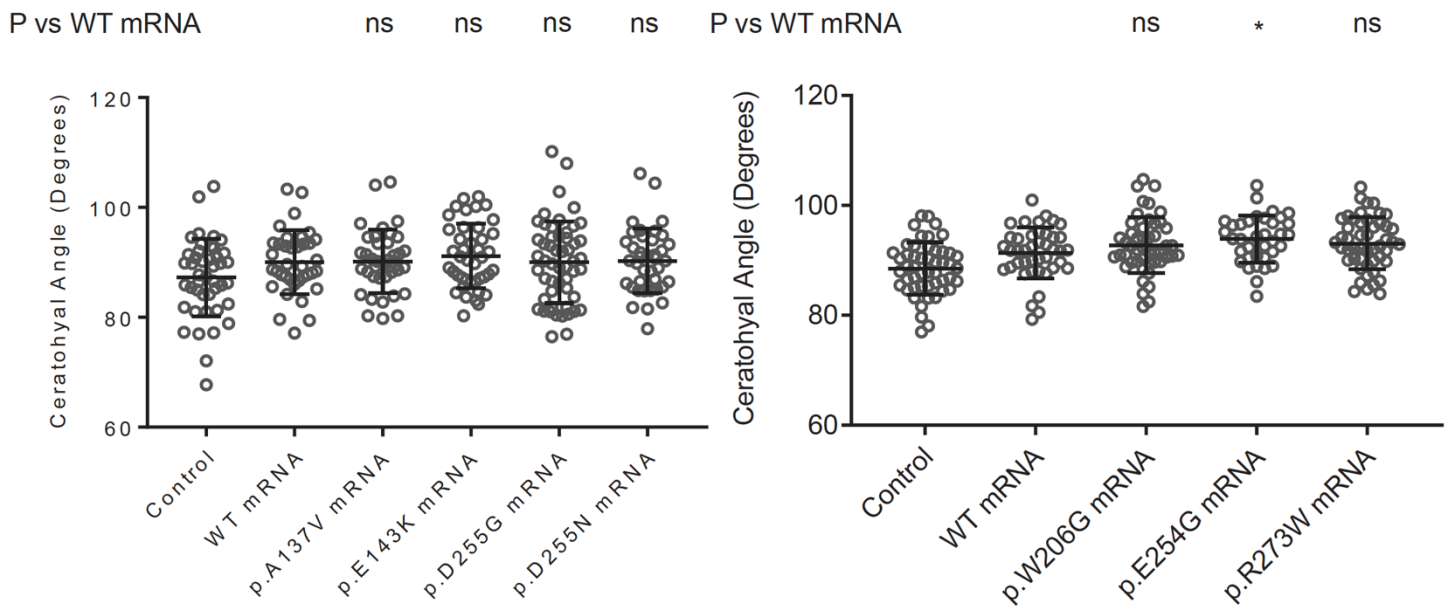 P vs WT mRNA ns ns ns ns
Ceratohyal Angle (Degrees)
120
100
80
60
Control
WT mRNA
p.A137V mRNA
p.E143K mRNA
p.D255G mRNA
p.D255N mRNA
P vs WT mRNA ns * ns
Ceratohyal Angle (Degrees)
120
100
80
60
Control
WT mRNA
p.W206G mRNA
p.E254G mRNA
p.R273W mRNA